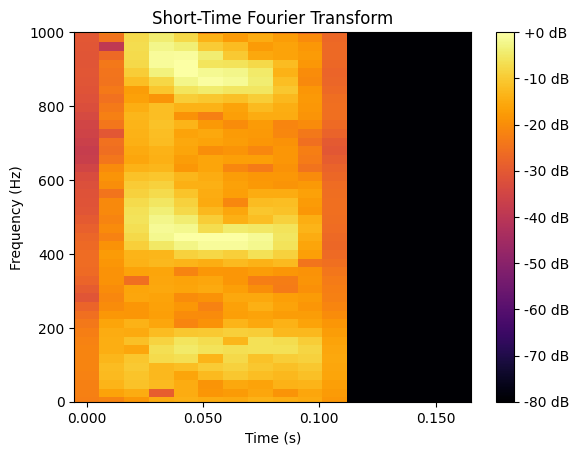 Short-Time Fourier Transform
1000
800
600
400
200
0
Frequency (Hz)
0.000
0.050
0.100
0.150
Time (s)
+0 dB
-10 dB
-20 dB
-30 dB
-40 dB
-50 dB
-60 dB
-70 dB
-80 dB